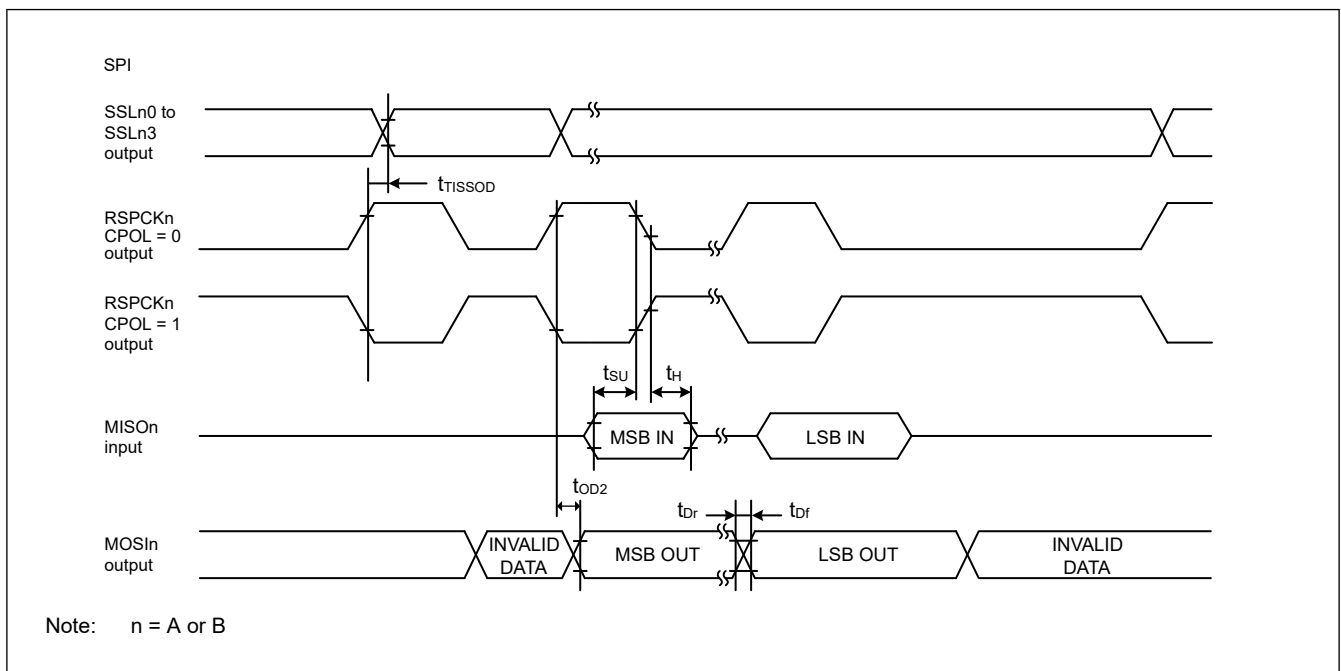 SPI
SSLn0 to
SSLn3
output
tTISSOD
RSPCKn
CPOL = 0
output
RSPCKn
CPOL = 1
output
tSU
tH
MISOn
input
MSB IN
LSB IN
tOD2
tDr
tDf
MOSIn
output
INVALID
DATA
MSB OUT
LSB OUT
INVALID
DATA
Note: n = A or B